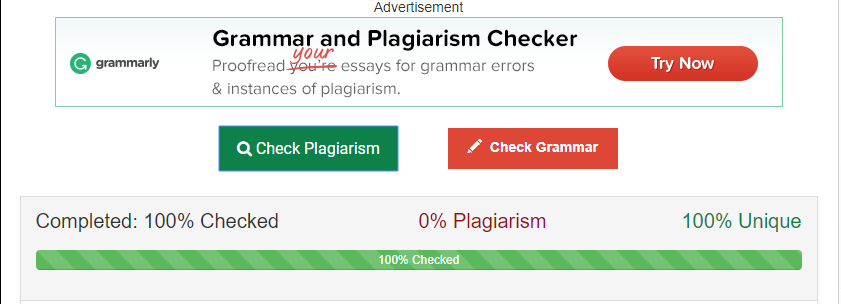 Advertisement
grammarly
Grammar and Plagiarism Checker
your
Proofread you're essays for grammar errors
& instances of plagiarism.
Try Now
Check Plagiarism
Check Grammar
Completed: 100% Checked
0% Plagiarism
100% Unique
100% Checked